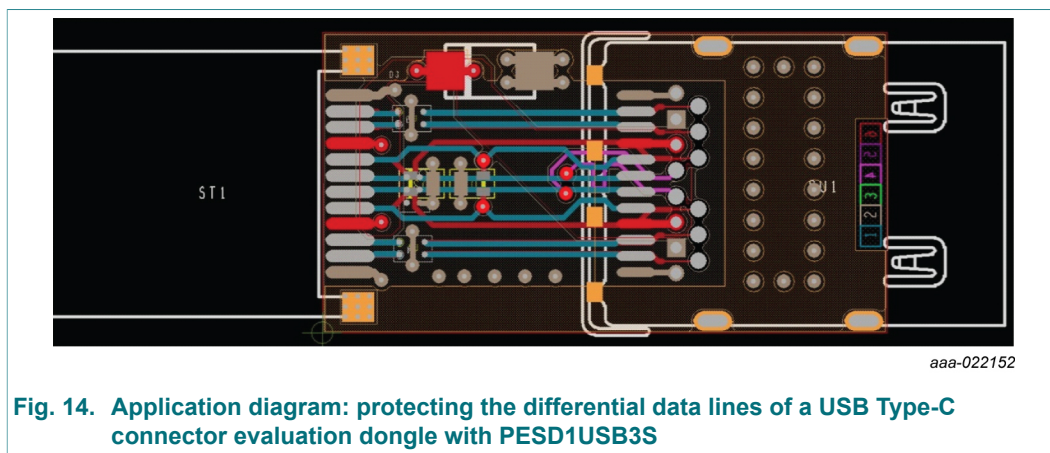 D3
ST1
BU1
1 2 3 4 5 6
aaa-022152
Fig. 14. Application diagram: protecting the differential data lines of a USB Type-C
connector evaluation dongle with PESD1USB3S